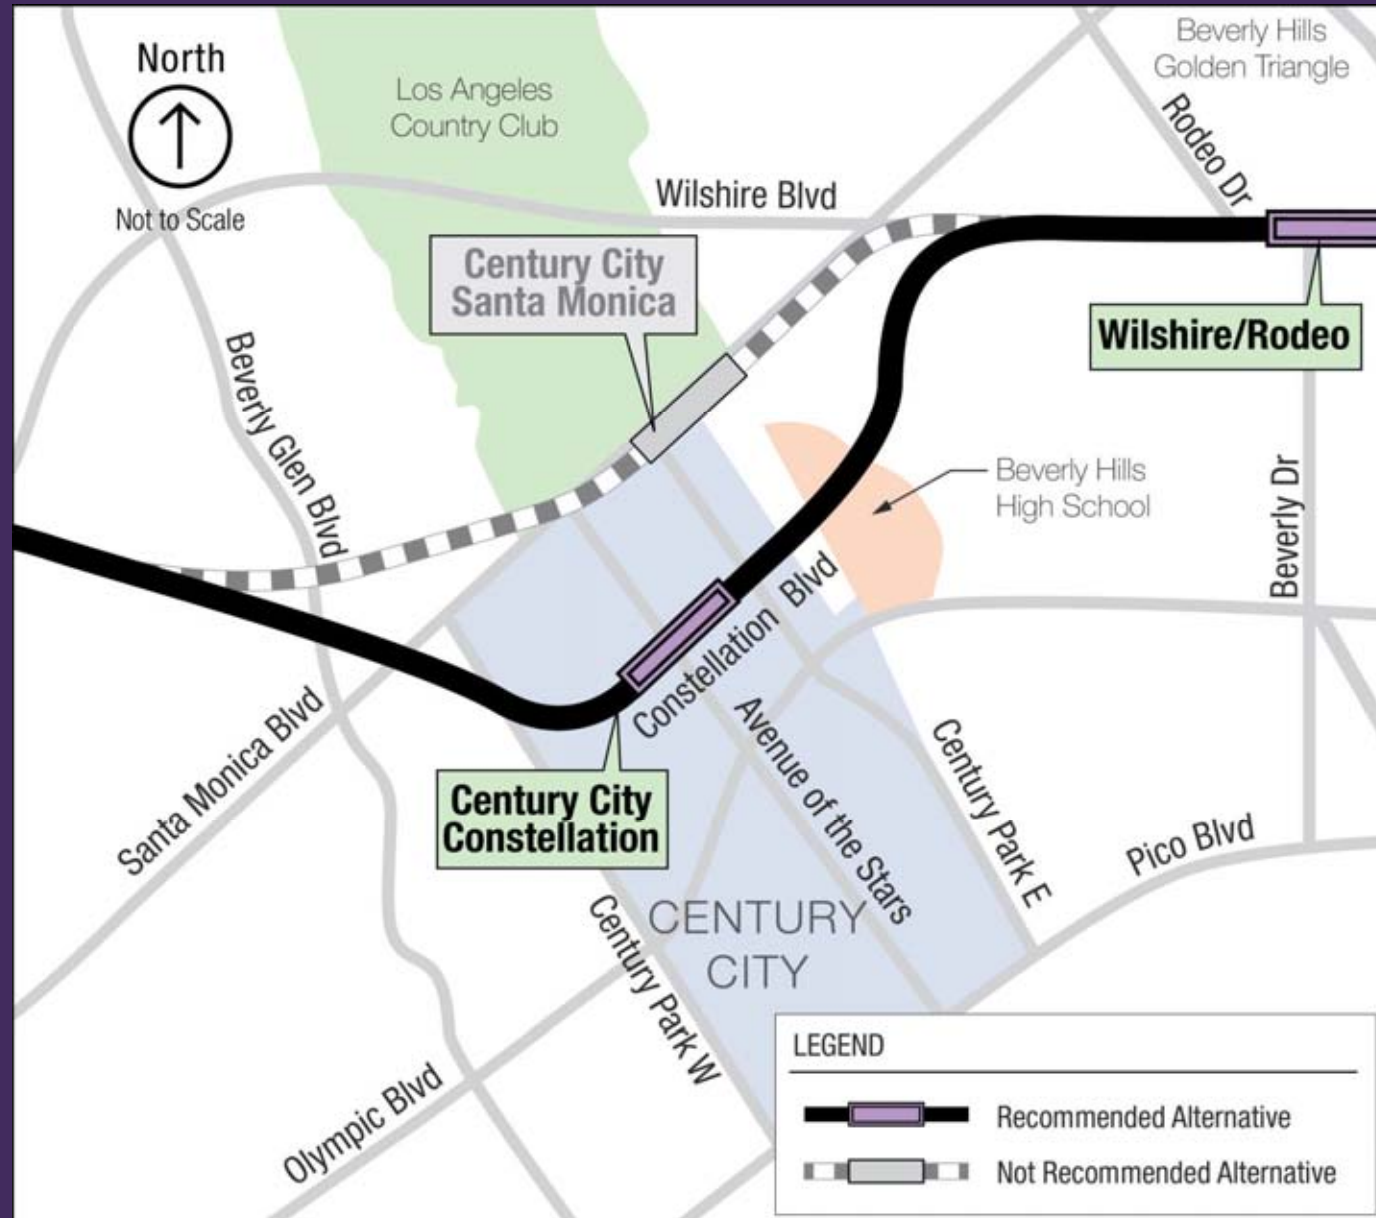 North
Not to Scale
Los Angeles
Country Club
Beverly Hills
Golden Triangle
Rodeo Dr
Wilshire Blvd
Century City
Santa Monica
Wilshire/Rodeo
Beverly Glen Blvd
Beverly Hills
High School
Beverly Dr
Constellation Blvd
Santa Monica Blvd
Century City
Constellation
Avenue of the Stars
Century Park E
Pico Blvd
CENTURY
CITY
Century Park W
Olympic Blvd
LEGEND
Recommended Alternative
Not Recommended Alternative